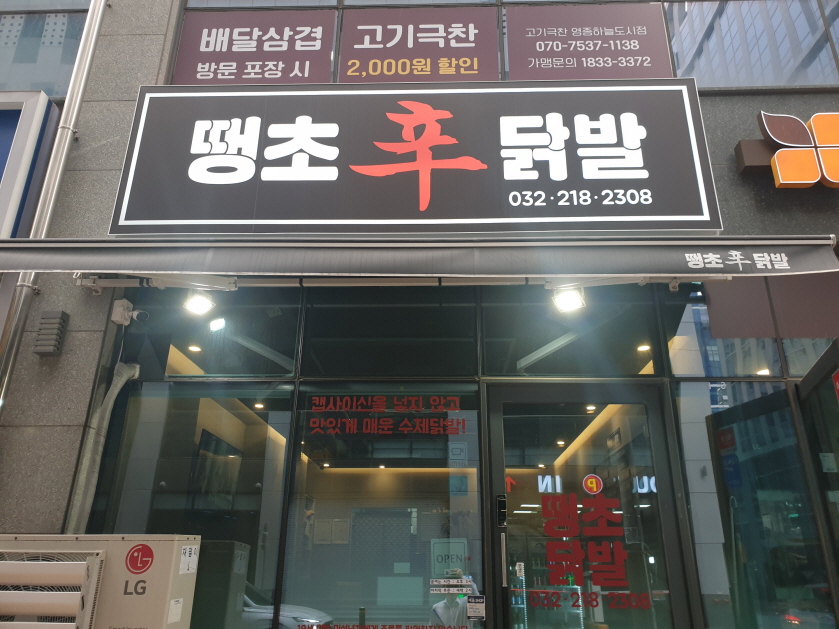 배달삼겹
방문 포장 시
고기극찬
2,000원 할인
고기극찬 영종하늘도시점
070-7537-1138
가맹문의 1833-3372
땡초辛닭발
032·218·2308
땡초辛닭발
캡사이신을 넣지 않고
맛있게 매운 수제닭발!
P
IN
땡초
닭발
032 218 2308
OPEN
LG